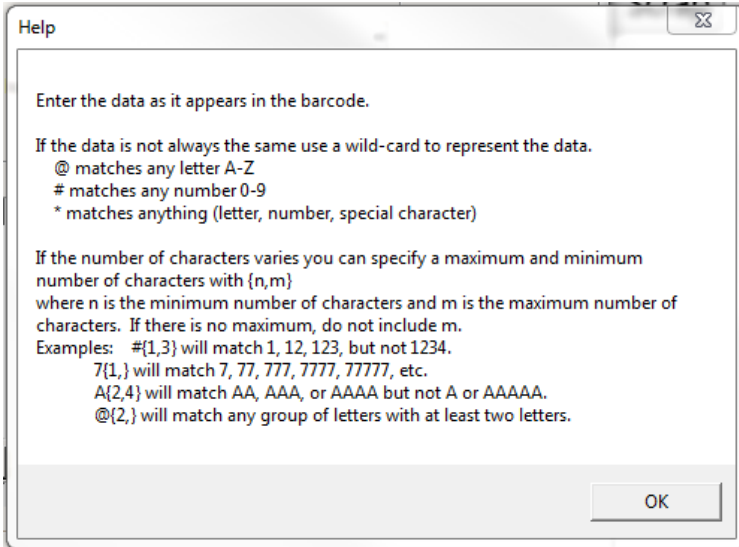 Help
Enter the data as it appears in the barcode.
If the data is not always the same use a wild-card to represent the data.
@ matches any letter A-Z
# matches any number 0-9
* matches anything (letter, number, special character)
If the number of characters varies you can specify a maximum and minimum
number of characters with {n,m}
where n is the minimum number of characters and m is the maximum number of
characters.  If there is no maximum, do not include m.
Examples:   #{1,3} will match 1, 12, 123, but not 1234.
7{1,} will match 7, 77, 777, 7777, 77777, etc.
A{2,4} will match AA, AAA, or AAAA but not A or AAAAA.
@{2,} will match any group of letters with at least two letters.
OK